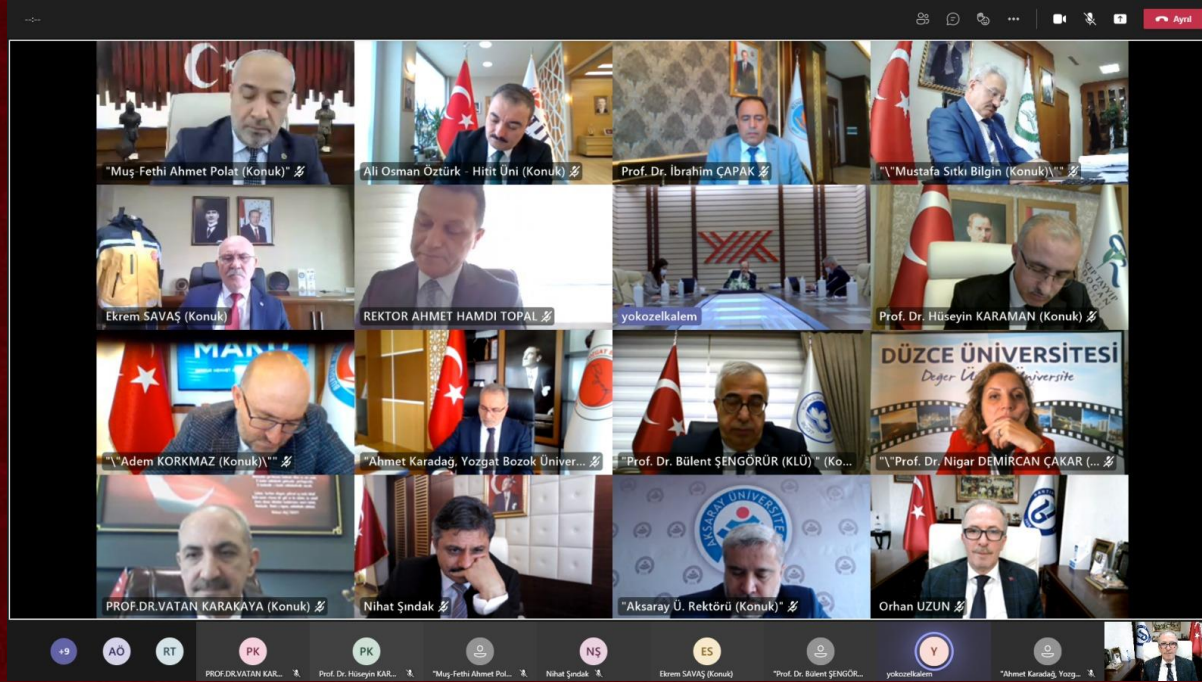 --:--
Ayrıl
"Muş-Fethi Ahmet Polat (Konuk)"
Ali Osman Öztürk - Hitit Üni (Konuk)
Prof. Dr. İbrahim ÇAPAK
"\"Mustafa Sıtkı Bilgin (Konuk)\""
Ekrem SAVAŞ (Konuk)
REKTOR AHMET HAMDI TOPAL
yokozelkalem
Prof. Dr. Hüseyin KARAMAN (Konuk)
MAKÜ
DÜZCE ÜNİVERSİTESİ
"\"Adem KORKMAZ (Konuk)\""
"Ahmet Karadağ, Yozgat Bozok Üniver...
"Prof. Dr. Bülent ŞENGÖRÜR (KLÜ) " (Ko...
"\"Prof. Dr. Nigar DEMİRCAN ÇAKAR (...
AKSARAY ÜNİVERSİTE
PROF.DR.VATAN KARAKAYA (Konuk)
Nihat Şındak
"Aksaray Ü. Rektörü (Konuk)"
Orhan UZUN
+9
AÖ
RT
PK
PK
NŞ
ES
Y
PROF.DR.VATAN KAR...
Prof. Dr. Hüseyin KAR...
"Muş-Fethi Ahmet Pol...
Nihat Şındak
Ekrem SAVAŞ (Konuk)
"Prof. Dr. Bülent ŞENGÖR...
yokozelkalem
"Ahmet Karadağ, Yozg...